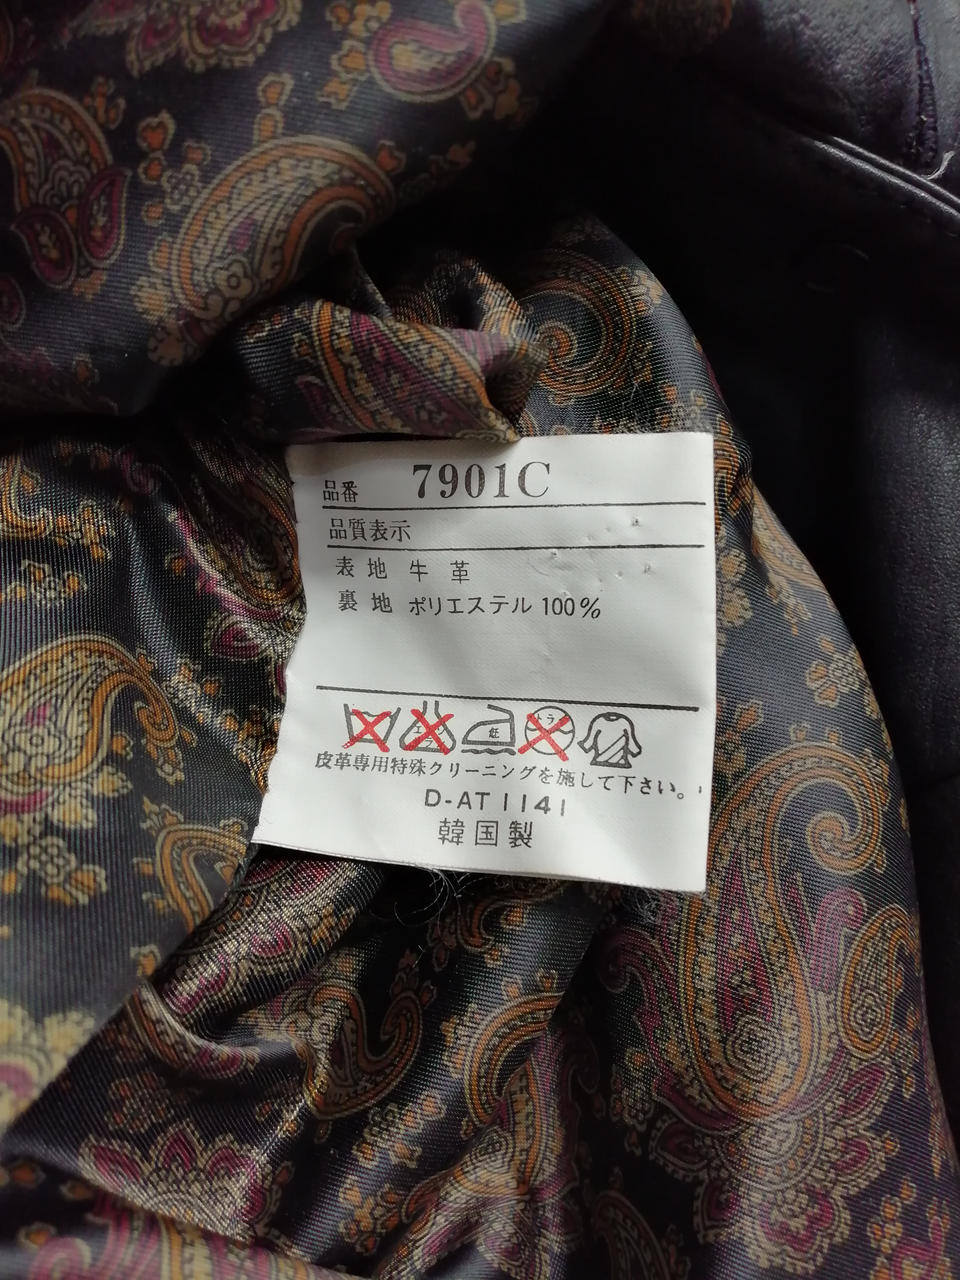 品番 7901C
品質表示
表地 牛革
裏地 ポリエステル 100%
皮革専用特殊クリーニングを施して下さい。
D-AT 1141
韓国製